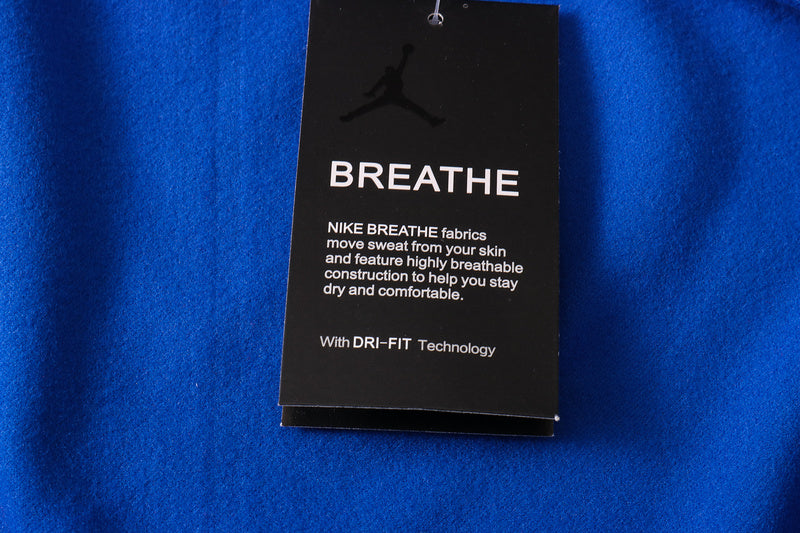 BREATHE
NIKE BREATHE fabrics
move sweat from your skin
and feature highly breathable
construction to help you stay
dry and comfortable.
With DRI-FIT Technology